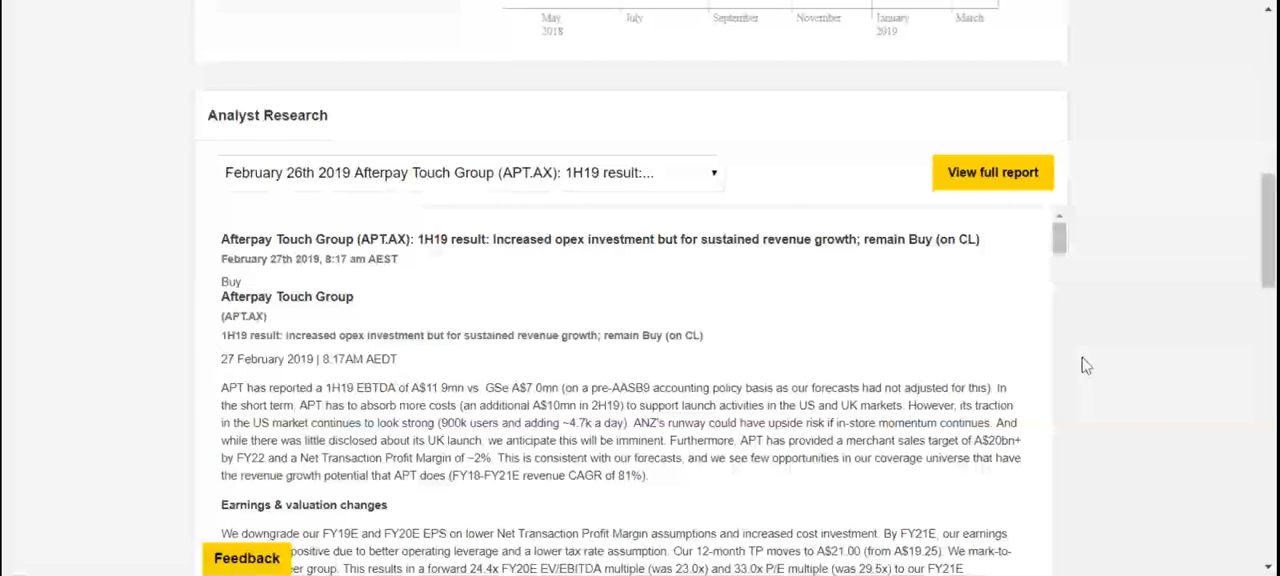 May
2018
July
September
November
January
2019
March
Analyst Research
February 26th 2019 Afterpay Touch Group (APT.AX): 1H19 result:...
View full report
Afterpay Touch Group (APT.AX): 1H19 result: Increased opex investment but for sustained revenue growth; remain Buy (on CL)
February 27th 2019, 8:17 am AEST
Buy
Afterpay Touch Group
(APT.AX)
1H19 result: Increased opex investment but for sustained revenue growth; remain Buy (on CL)
27 February 2019 | 8:17AM AEDT
APT has reported a 1H19 EBTDA of A$11.9mn vs. GSe A$7.0mn (on a pre-AASB9 accounting policy basis as our forecasts had not adjusted for this). In
the short term, APT has to absorb more costs (an additional A$10mn in 2H19) to support launch activities in the US and UK markets. However, its traction
in the US market continues to look strong (900k users and adding ~4.7k a day). ANZ's runway could have upside risk if in-store momentum continues. And
while there was little disclosed about its UK launch, we anticipate this will be imminent. Furthermore, APT has provided a merchant sales target of A$20bn+
by FY22 and a Net Transaction Profit Margin of ~2%. This is consistent with our forecasts, and we see few opportunities in our coverage universe that have
the revenue growth potential that APT does (FY18-FY21E revenue CAGR of 81%).
Earnings & valuation changes
We downgrade our FY19E and FY20E EPS on lower Net Transaction Profit Margin assumptions and increased cost investment. By FY21E, our earnings
positive due to better operating leverage and a lower tax rate assumption. Our 12-month TP moves to A$21.00 (from A$19.25). We mark-to-
er group. This results in a forward 24.4x FY20E EV/EBITDA multiple (was 23.0x) and 33.0x P/E multiple (was 29.5x) to our FY21E
Feedback